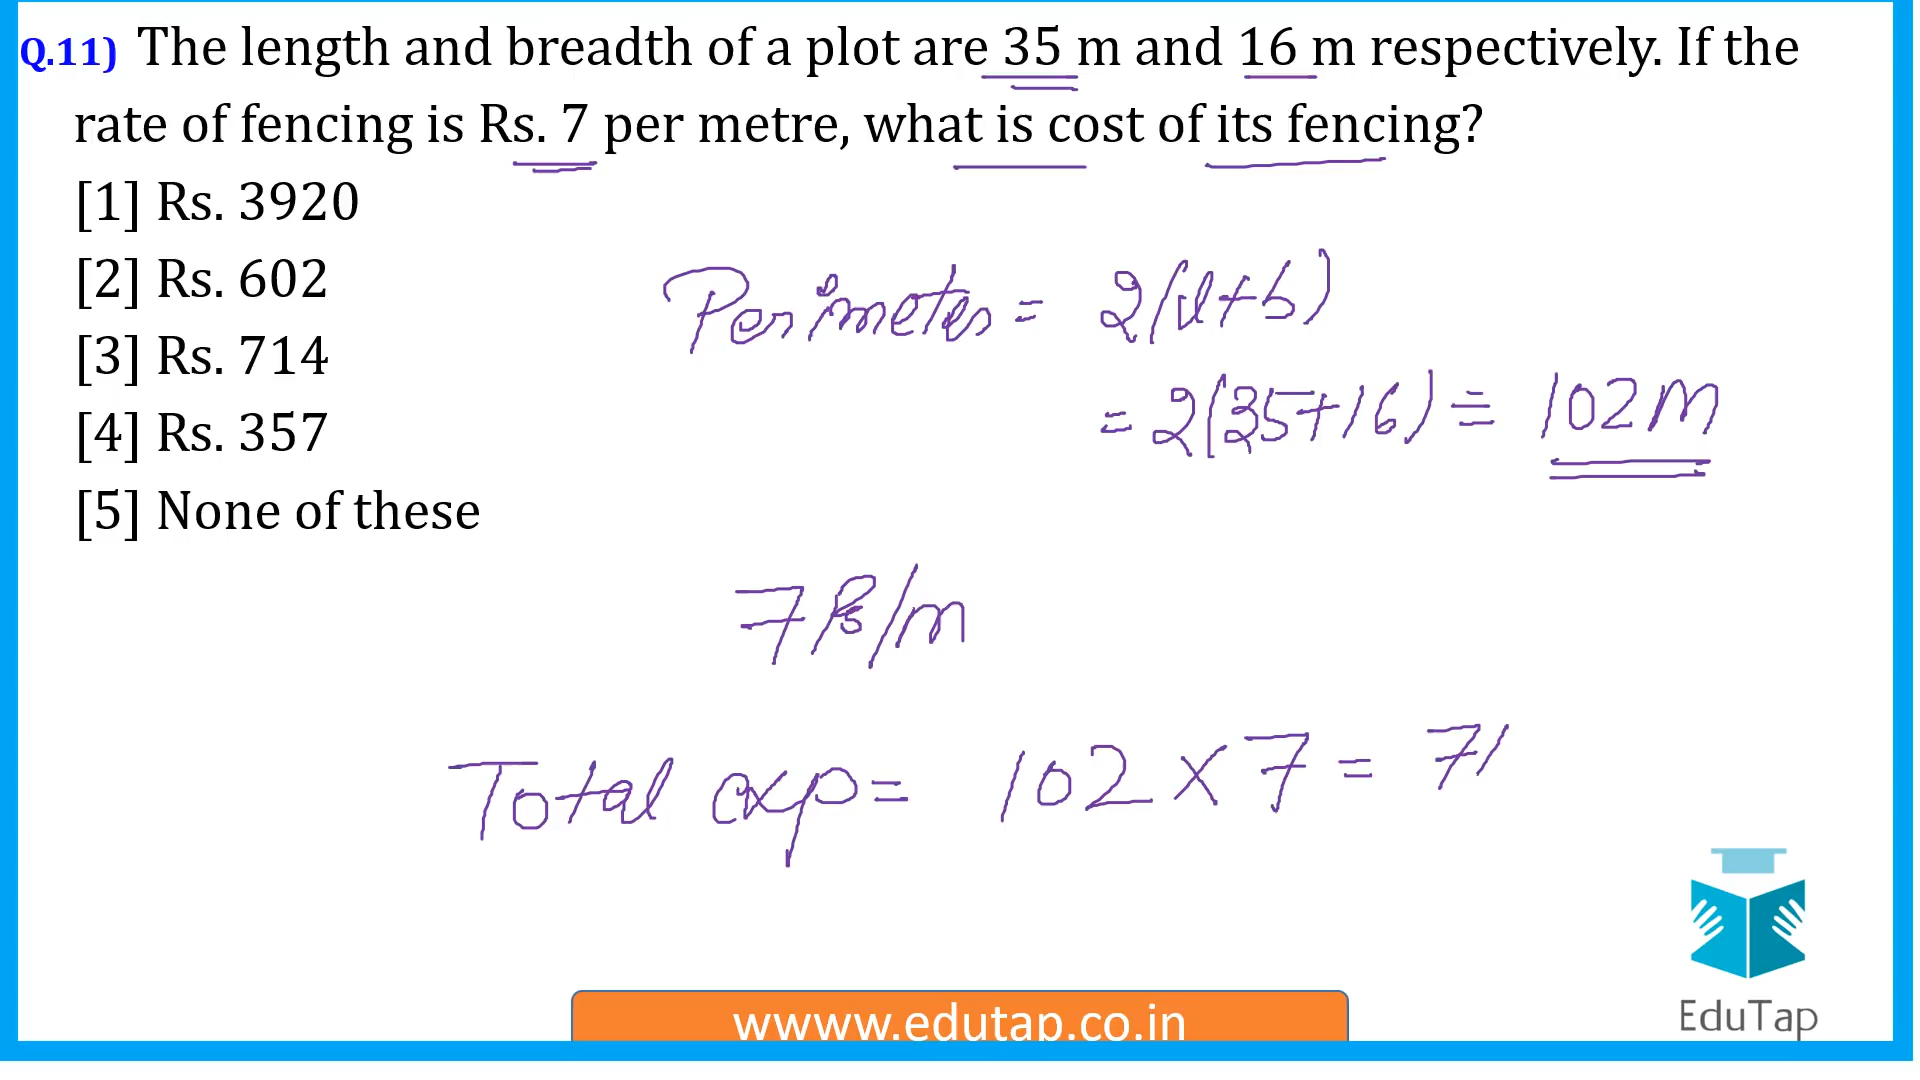 Q.11) The length and breadth of a plot are 35 m and 16 m respectively. If the
rate of fencing is Rs. 7 per metre, what is cost of its fencing?
[1] Rs. 3920
[2] Rs. 602
[3] Rs. 714
[4] Rs. 357
[5] None of these
Perimeter = 2(l+b)
= 2(35+16) = 102 m
7 Rs/m
Total exp = 102 × 7 = 71
EduTap
wwww.edutap.co.in